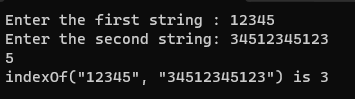 Enter the first string : 12345
Enter the second string: 34512345123
5
indexOf("12345", "34512345123") is 3